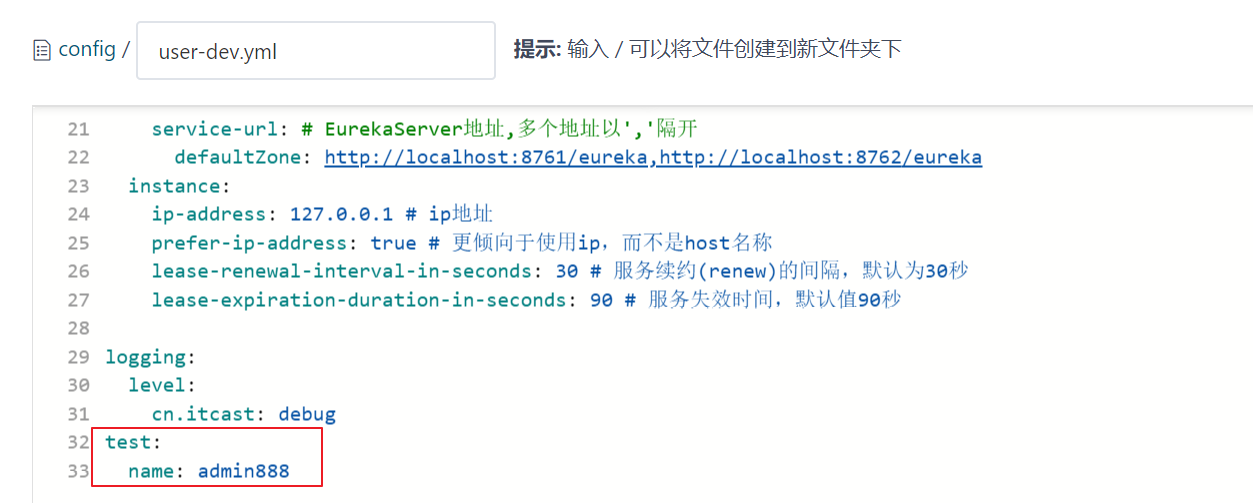 config / user-dev.yml 提示: 输入 / 可以将文件创建到新文件夹下
21 service-url: # EurekaServer地址,多个地址以','隔开
22 defaultZone: http://localhost:8761/eureka,http://localhost:8762/eureka
23 instance:
24 ip-address: 127.0.0.1 # ip地址
25 prefer-ip-address: true # 更倾向于使用ip，而不是host名称
26 lease-renewal-interval-in-seconds: 30 # 服务续约(renew)的间隔，默认为30秒
27 lease-expiration-duration-in-seconds: 90 # 服务失效时间，默认值90秒
28
29 logging:
30 level:
31 cn.itcast: debug
32 test:
33 name: admin888